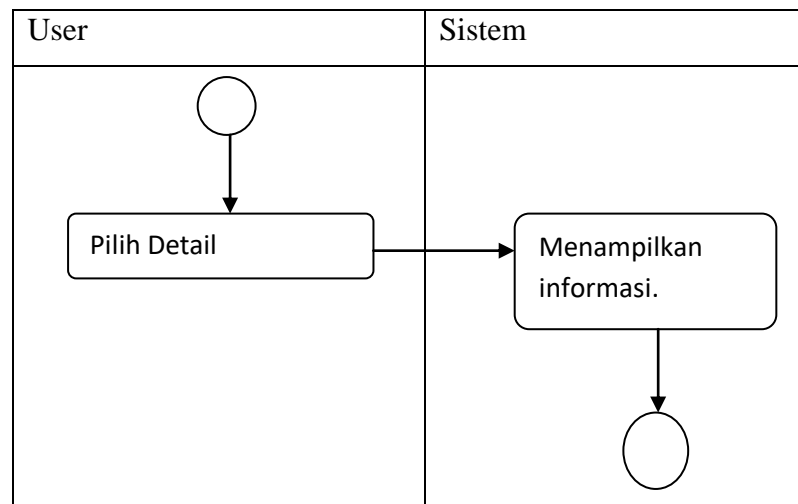 User
Sistem
Pilih Detail
Menampilkan
informasi.